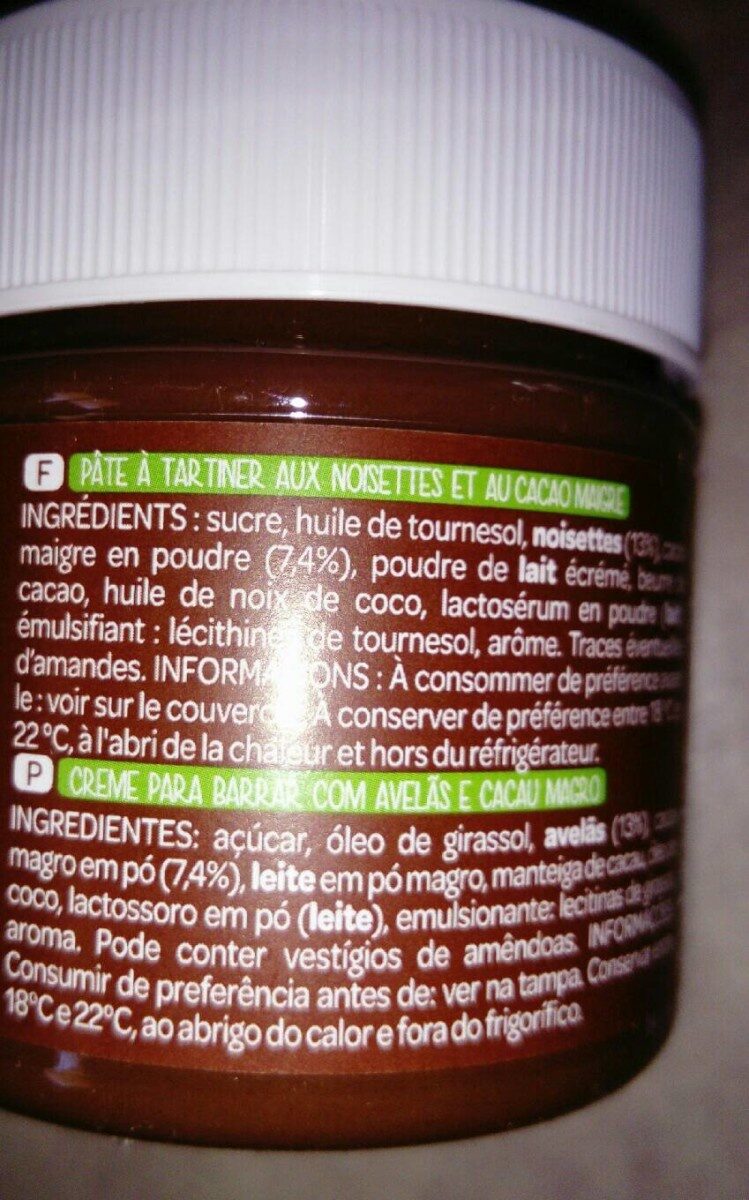 F PÂTE À TARTINER AUX NOISETTES ET AU CACAO MAIGRE
INGRÉDIENTS : sucre, huile de tournesol, noisettes (13%),
maigre en poudre (7,4%), poudre de lait écrémé, beurre
cacao, huile de noix de coco, lactosérum en poudre
émulsifiant : lécithines de tournesol, arôme. Traces
d'amandes. INFORMATIONS : À consommer de préférence
le : voir sur le couvercle. À conserver de préférence entre 18°C
22°C, à l'abri de la chaleur et hors du réfrigérateur.
P CREME PARA BARRAR COM AVELÃS E CACAU MAGRO
INGREDIENTES: açúcar, óleo de girassol, avelãs (13%),
magro em pó (7,4%), leite em pó magro, manteiga de cacau,
coco, lactossoro em pó (leite), emulsionante: lecitinas de
aroma. Pode conter vestígios de amêndoas.
Consumir de preferência antes de: ver na tampa.
18°C e 22°C, ao abrigo do calor e fora do frigorífico.